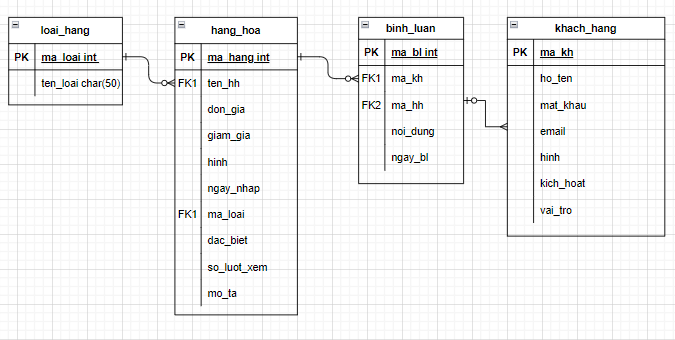 loai_hang
PK ma_loai int
ten_loai char(50)
hang_hoa
PK ma_hang int
FK1 ten_hh
don_gia
giam_gia
hinh
ngay_nhap
FK1 ma_loai
dac_biet
so_luot_xem
mo_ta
binh_luan
PK ma_bl int
FK1 ma_kh
FK2 ma_hh
noi_dung
ngay_bl
khach_hang
PK ma_kh
ho_ten
mat_khau
email
hinh
kich_hoat
vai_tro